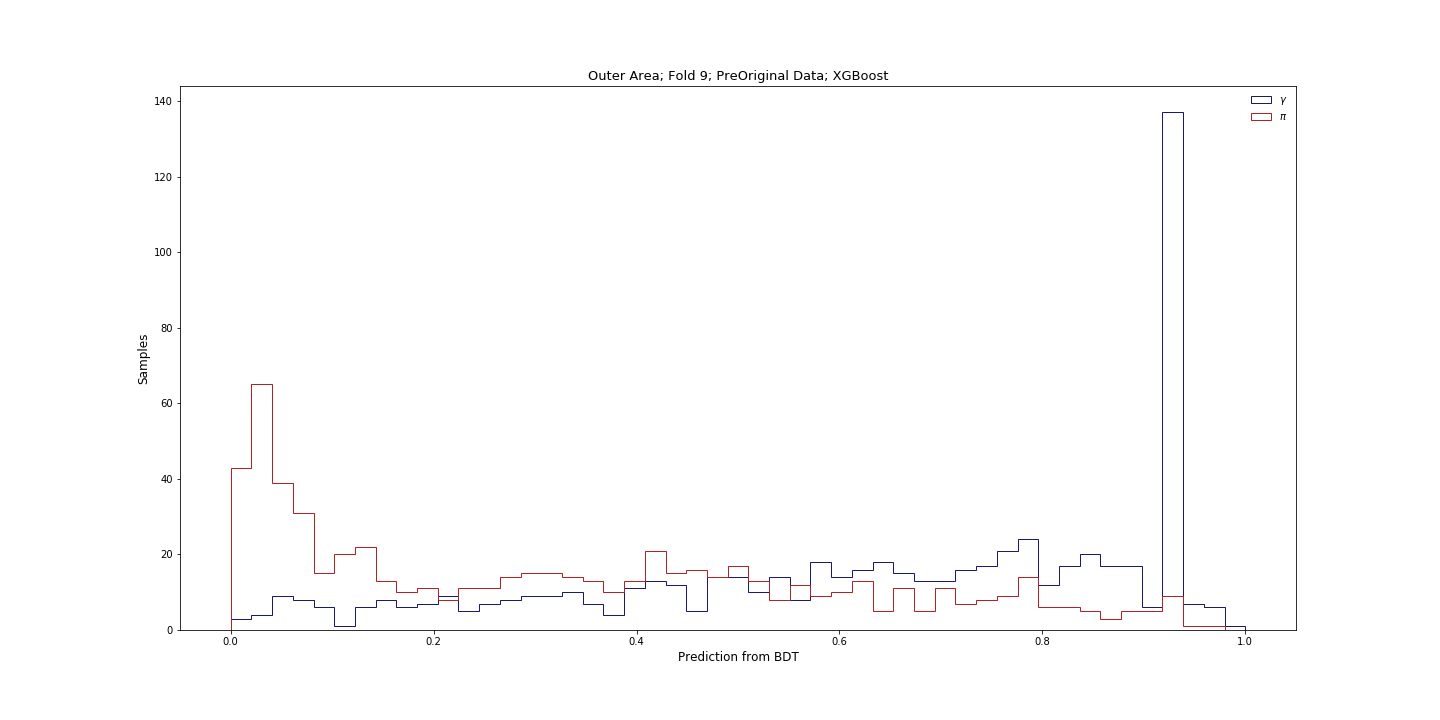 Outer Area; Fold 9; PreOriginal Data; XGBoost
γ
π
140
120
100
80
60
40
20
0
Samples
0.0 0.2 0.4 0.6 0.8 1.0
Prediction from BDT